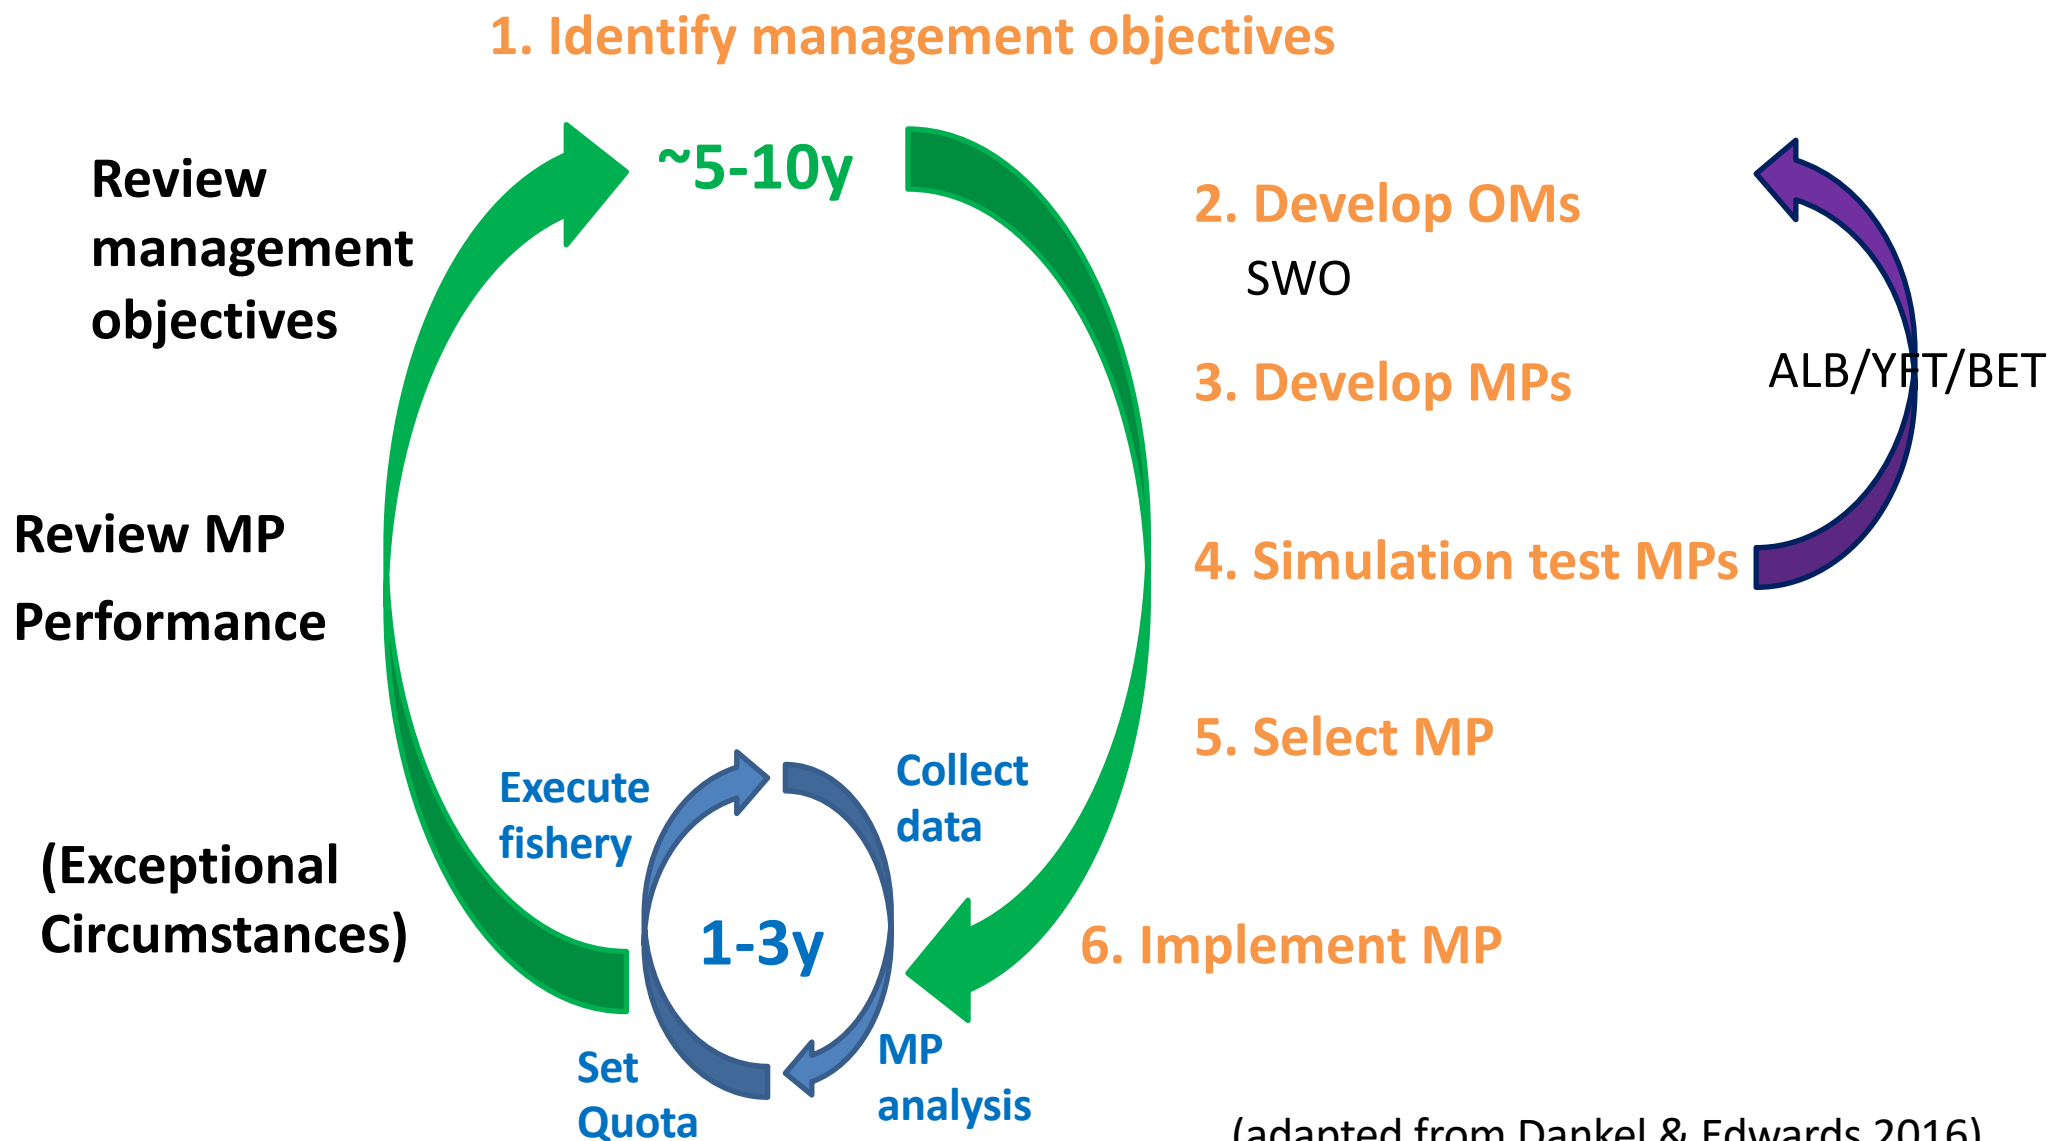 1. Identify management objectives
~5-10y
Review
management
objectives
2. Develop OMs
SWO
3. Develop MPs
ALB/YFT/BET
Review MP
Performance
4. Simulation test MPs
5. Select MP
Execute
fishery
Collect
data
(Exceptional
Circumstances)
1-3y
6. Implement MP
Set
Quota
MP
analysis
(adapted from Dankel & Edwards 2016)